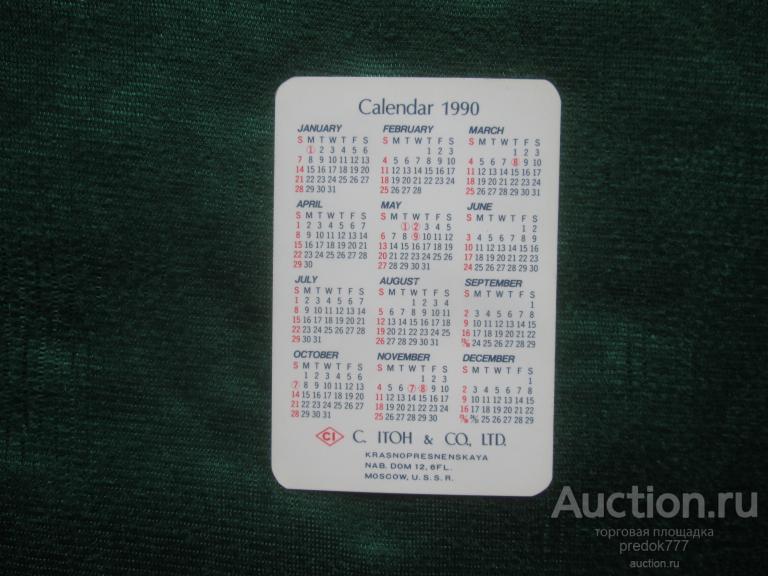 Calendar 1990
JANUARY FEBRUARY MARCH
S M T W T F S S M T W T F S S M T W T F S
1 2 3 4 5 6 1 2 3 1 2 3
7 8 9 10 11 12 13 4 5 6 7 8 9 10 4 5 6 7 8 9 10
14 15 16 17 18 19 20 11 12 13 14 15 16 17 11 12 13 14 15 16 17
21 22 23 24 25 26 27 18 19 20 21 22 23 24 18 19 20 21 22 23 24
28 29 30 31 25 26 27 28 25 26 27 28 29 30 31
APRIL MAY JUNE
S M T W T F S S M T W T F S S M T W T F S
1 2 3 4 5 6 7 1 2 3 4 5 1 2
8 9 10 11 12 13 14 6 7 8 9 10 11 12 3 4 5 6 7 8 9
15 16 17 18 19 20 21 13 14 15 16 17 18 19 10 11 12 13 14 15 16
22 23 24 25 26 27 28 20 21 22 23 24 25 26 17 18 19 20 21 22 23
29 30 27 28 29 30 31 24 25 26 27 28 29 30
JULY AUGUST SEPTEMBER
S M T W T F S S M T W T F S S M T W T F S
1 2 3 4 5 6 7 1 2 3 4 1
8 9 10 11 12 13 14 5 6 7 8 9 10 11 2 3 4 5 6 7 8
15 16 17 18 19 20 21 12 13 14 15 16 17 18 9 10 11 12 13 14 15
22 23 24 25 26 27 28 19 20 21 22 23 24 25 16 17 18 19 20 21 22
29 30 31 26 27 28 29 30 31 23/30 24 25 26 27 28 29
OCTOBER NOVEMBER DECEMBER
S M T W T F S S M T W T F S S M T W T F S
1 2 3 4 5 6 1 2 3 1
7 8 9 10 11 12 13 4 5 6 7 8 9 10 2 3 4 5 6 7 8
14 15 16 17 18 19 20 11 12 13 14 15 16 17 9 10 11 12 13 14 15
21 22 23 24 25 26 27 18 19 20 21 22 23 24 16 17 18 19 20 21 22
28 29 30 31 25 26 27 28 29 30 23/30 24/31 25 26 27 28 29
CI C. ITOH & CO., LTD.
KRASNOPRESNENSKAYA
NAB. DOM 12, 6FL.
MOSCOW, U.S.S.R.
Auction.ru
торговая площадка
predok777
auction.ru